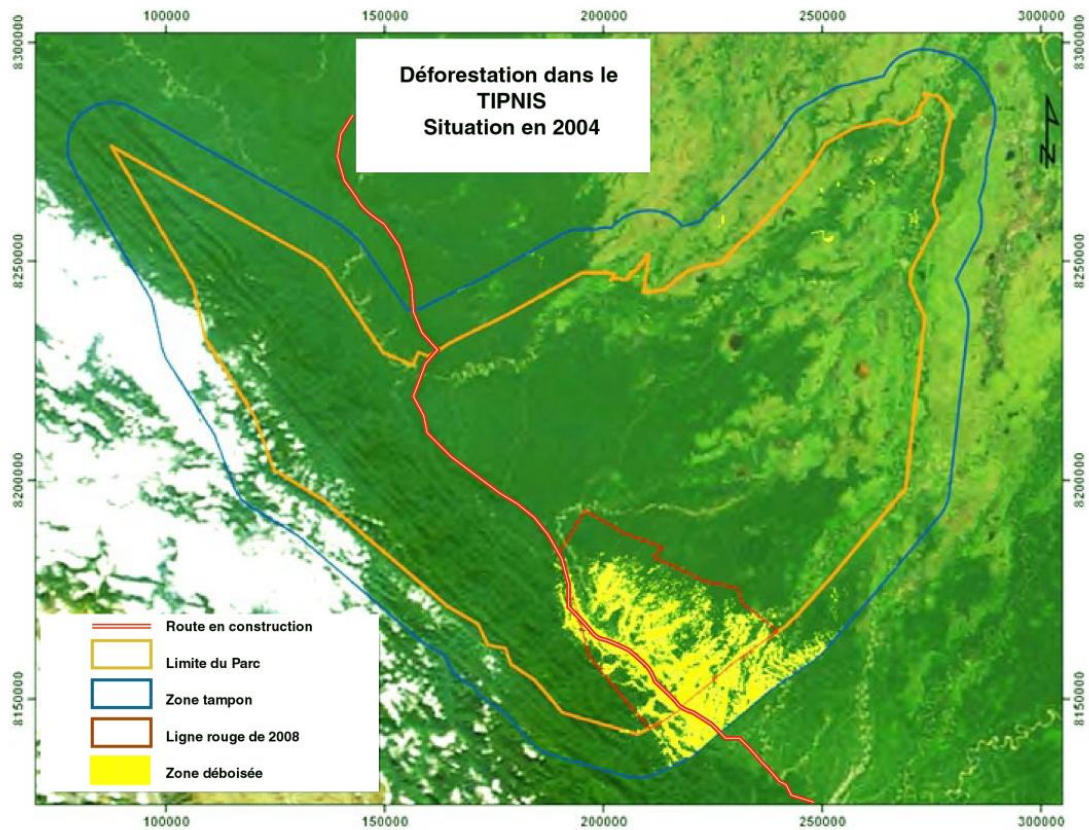 100000 150000 200000 250000 300000
8300000 8300000
Déforestation dans le
TIPNIS
Situation en 2004
N
8250000 8250000
8200000 8200000
8150000 8150000
Route en construction
Limite du Parc
Zone tampon
Ligne rouge de 2008
Zone déboisée
100000 150000 200000 250000 300000